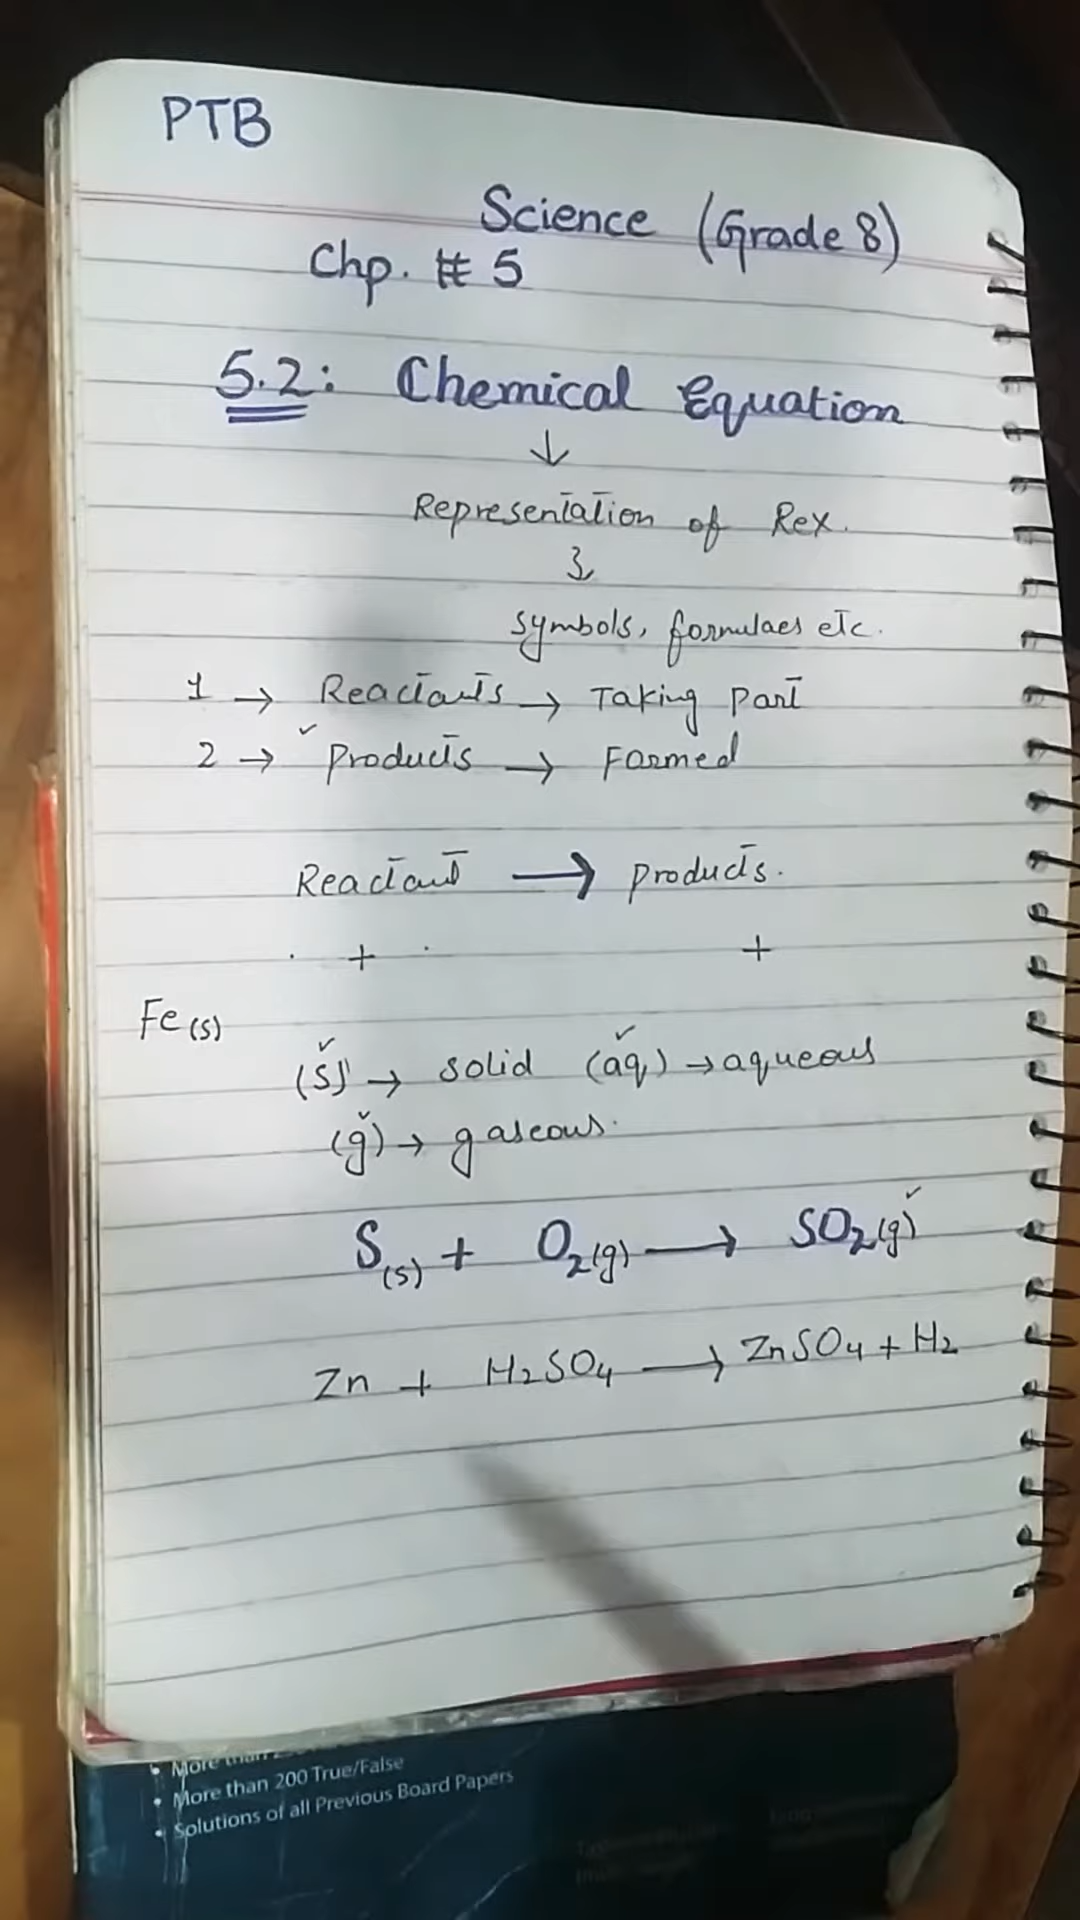 PTB
Science (Grade 8)
Chp. # 5
5.2: Chemical Equation
↓
Representation of Rex.
↓
symbols, formulaes etc.
1 → Reactants → Taking Part
2 → Products → Formed
Reactant → products.
+ +
Fe(s)
(s) → solid (aq) → aqueous
(g) → gaseous.
S(s) + O2(g) → SO2(g)
Zn + H2SO4 → ZnSO4 + H2
• More than
• More than 200 True/False
• Solutions of all Previous Board Papers